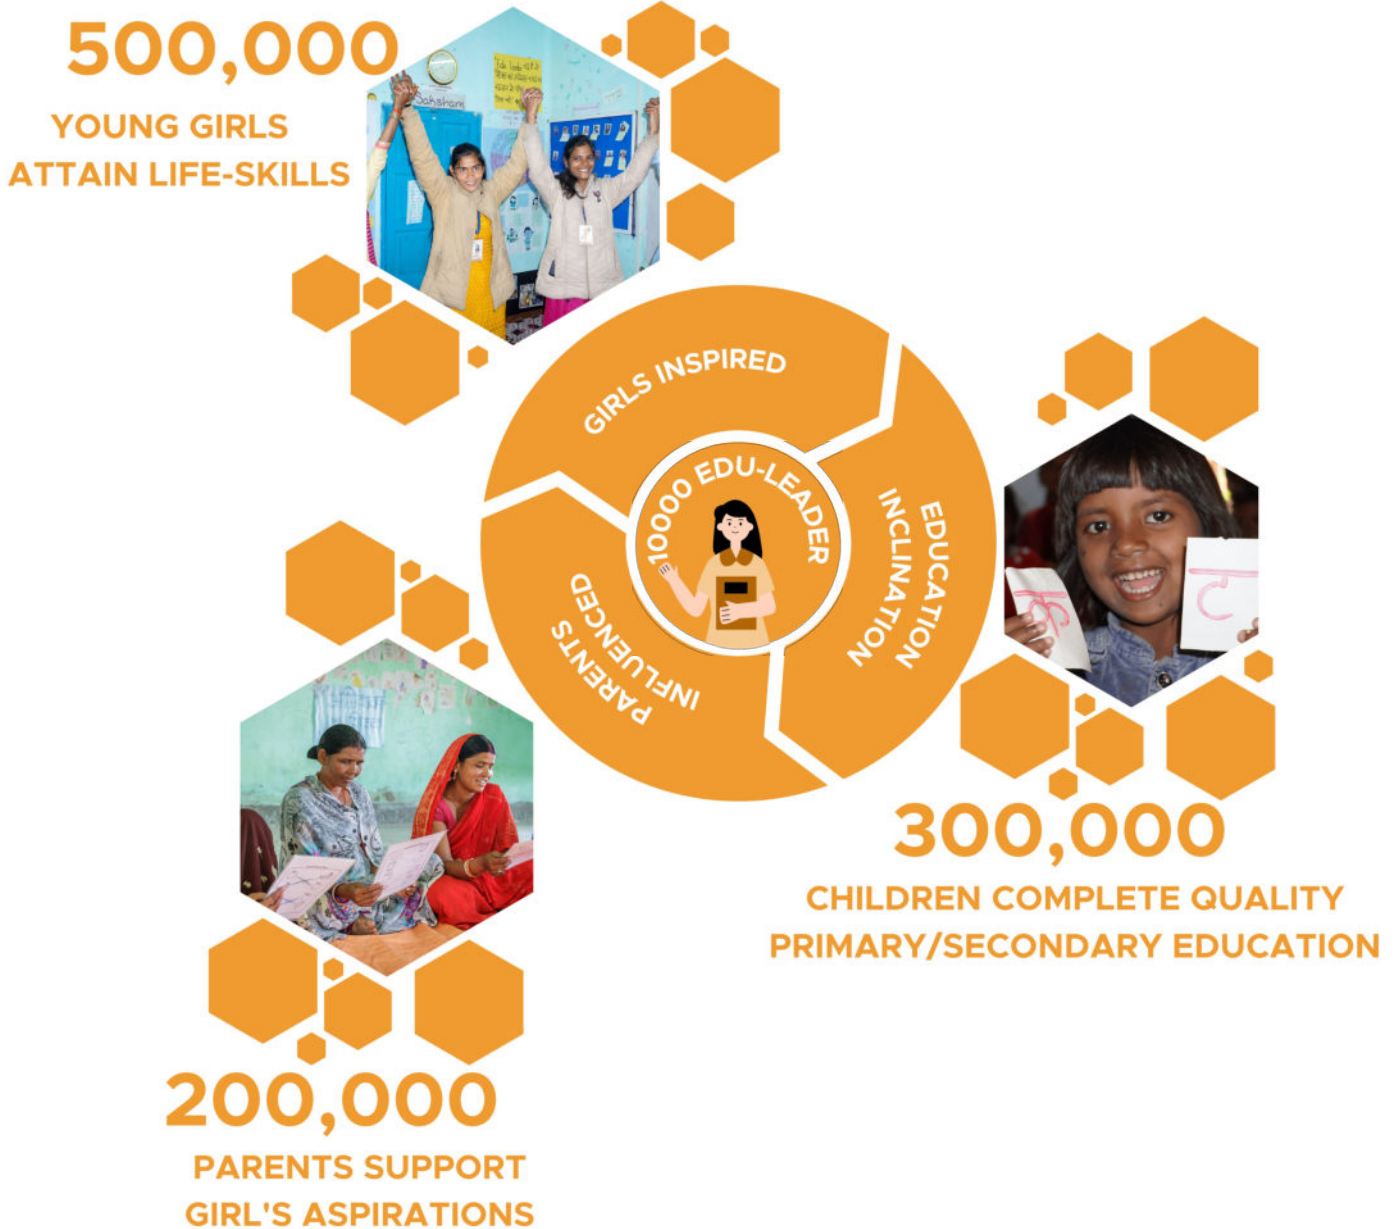 500,000
YOUNG GIRLS
ATTAIN LIFE-SKILLS
Saksham
GIRLS INSPIRED
10000 EDU-LEADER
EDUCATION
INCLINATION
PARENTS
INFLUENCED
क
ट
300,000
CHILDREN COMPLETE QUALITY
PRIMARY/SECONDARY EDUCATION
200,000
PARENTS SUPPORT
GIRL'S ASPIRATIONS